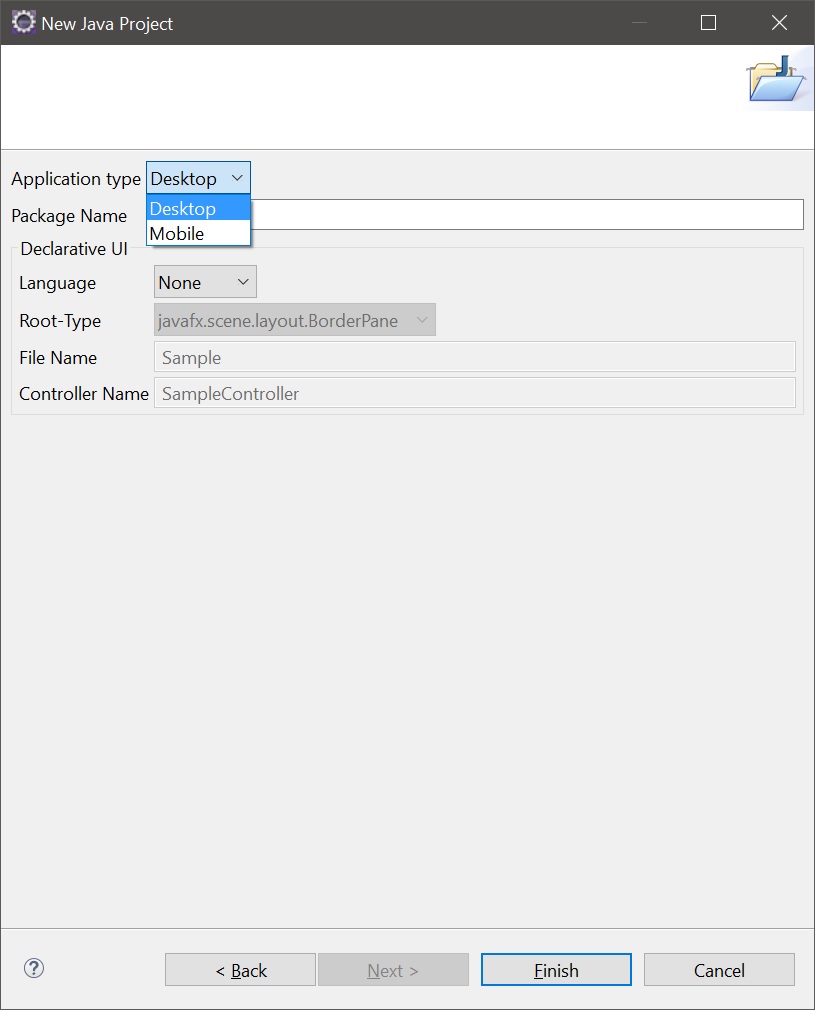 New Java Project
Application type Desktop
Desktop
Package Name
Mobile
Declarative UI
Language None
Root-Type javafx.scene.layout.BorderPane
File Name Sample
Controller Name SampleController
? < Back Next > Finish Cancel